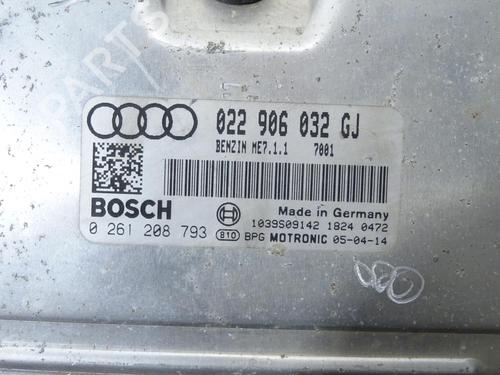 022 906 032 GJ
BENZIN ME7.1.1 7001
BOSCH
Made in Germany
1039S09142 1824 0472
0 261 208 793 810 BPG MOTRONIC 05-04-14